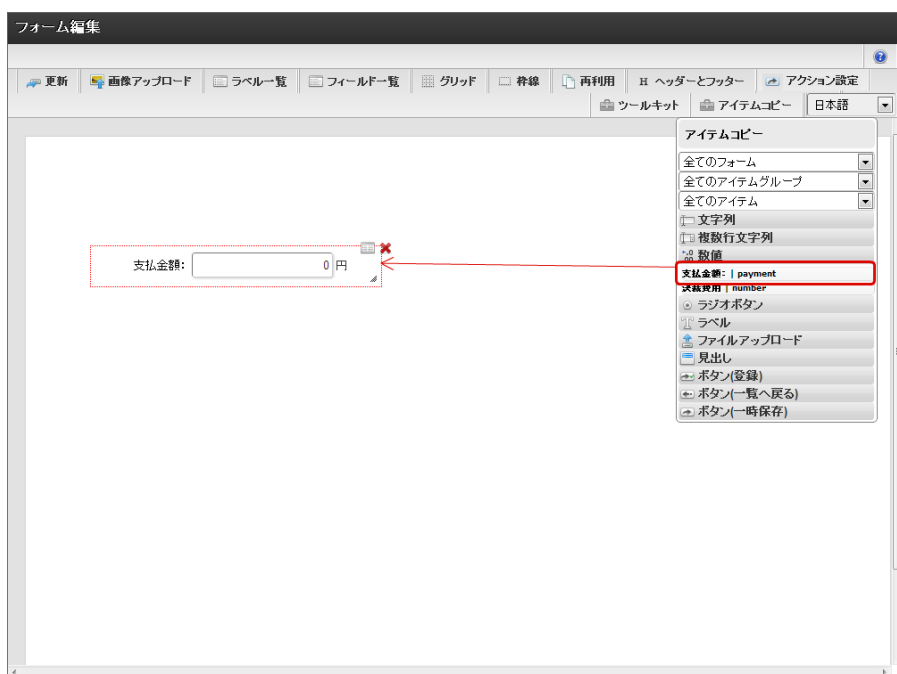 フォーム編集
更新 画像アップロード ラベル一覧 フィールド一覧 グリッド 枠線 再利用 H ヘッダーとフッター アクション設定
ツールキット アイテムコピー 日本語
アイテムコピー
全てのフォーム
全てのアイテムグループ
全てのアイテム
文字列
複数行文字列
数値
支払金額: | payment
決裁費用 | number
ラジオボタン
ラベル
ファイルアップロード
見出し
ボタン(登録)
ボタン(一覧へ戻る)
ボタン(一時保存)
支払金額: 0 円